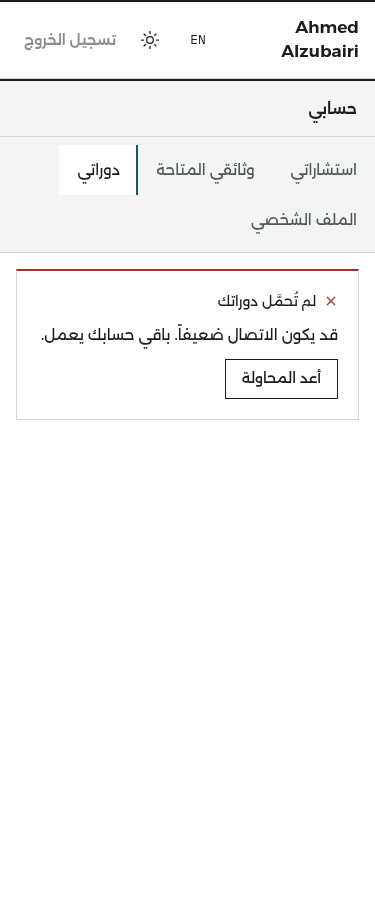 Ahmed
Alzubairi
EN
تسجيل الخروج
حسابي
استشاراتي
وثائقي المتاحة
دوراتي
الملف الشخصي
× لم تُحمَّل دوراتك
قد يكون الاتصال ضعيفاً. باقي حسابك يعمل.
أعد المحاولة